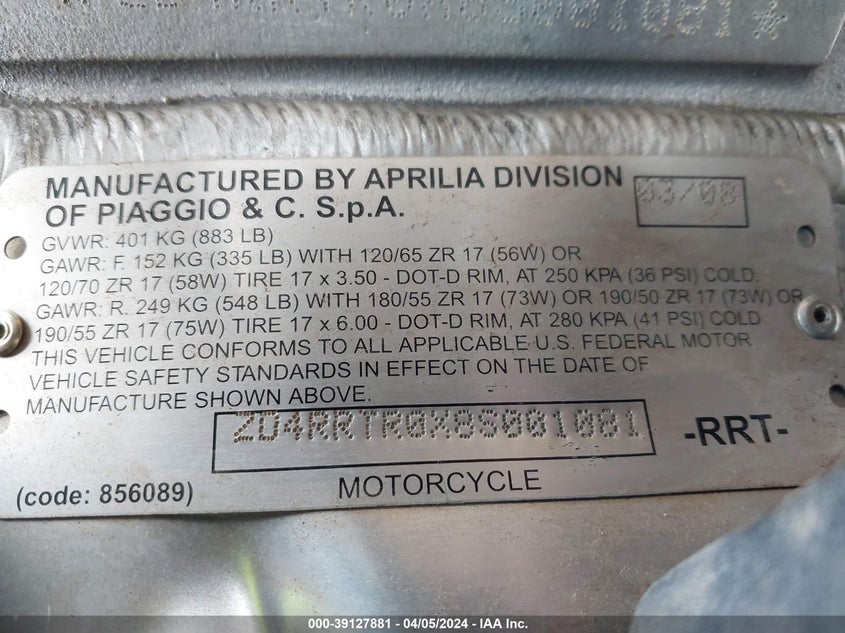 MANUFACTURED BY APRILIA DIVISION
OF PIAGGIO & C. S.p.A.
03/08
GVWR: 401 KG (883 LB)
GAWR: F. 152 KG (335 LB) WITH 120/65 ZR 17 (56W) OR
120/70 ZR 17 (58W) TIRE 17 x 3.50 - DOT-D RIM, AT 250 KPA (36 PSI) COLD.
GAWR: R. 249 KG (548 LB) WITH 180/55 ZR 17 (73W) OR 190/50 ZR 17 (73W) OR
190/55 ZR 17 (75W) TIRE 17 x 6.00 - DOT-D RIM, AT 280 KPA (41 PSI) COLD
THIS VEHICLE CONFORMS TO ALL APPLICABLE U.S. FEDERAL MOTOR
VEHICLE SAFETY STANDARDS IN EFFECT ON THE DATE OF
MANUFACTURE SHOWN ABOVE.
ZD4RRTR0X8S001001
-RRT-
(code: 856089)
MOTORCYCLE
000-39127881 - 04/05/2024 - IAA Inc.